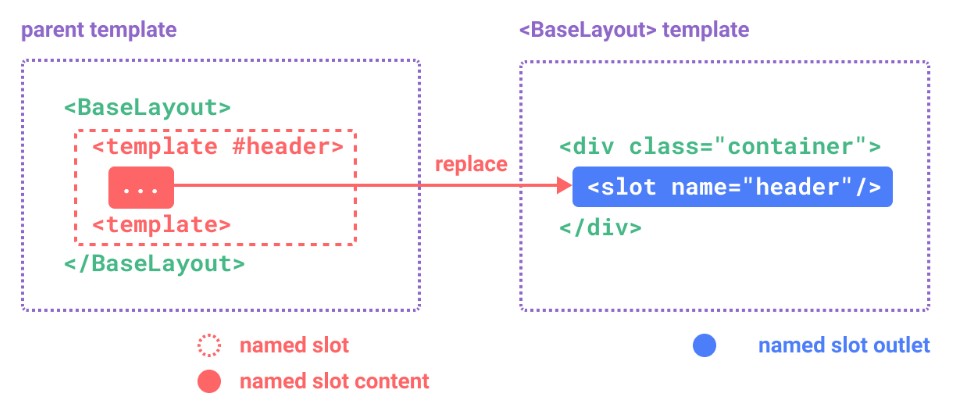 parent template
<BaseLayout> template
<BaseLayout>
<template #header>
...
<template>
</BaseLayout>
replace
<div class="container">
<slot name="header"/>
</div>
named slot
named slot content
named slot outlet